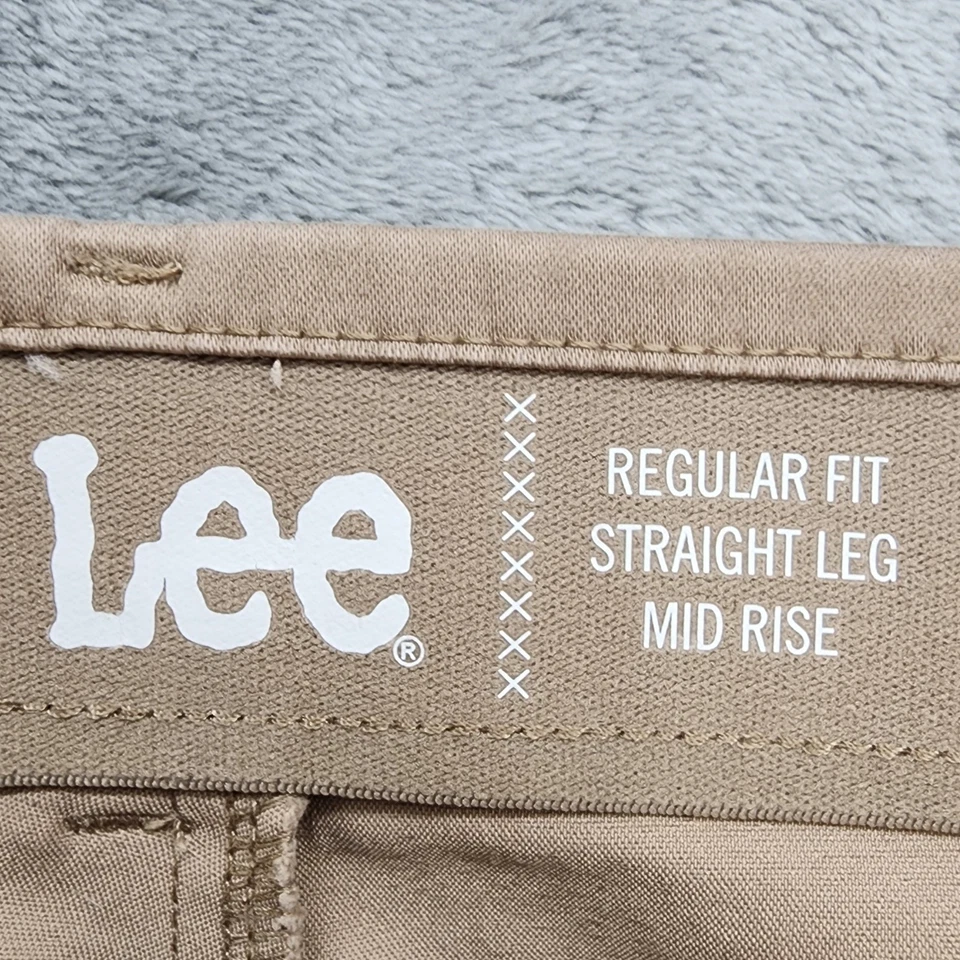 Lee®
REGULAR FIT
STRAIGHT LEG
MID RISE